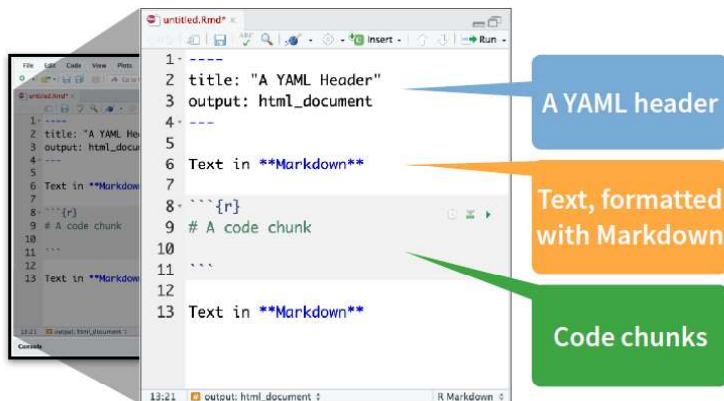 untitled.Rmd*
ABC
Insert
Run
1 ----
2 title: "A YAML Header"
3 output: html_document
4 ---
5
6 Text in **Markdown**
7
8 ```{r}
9 # A code chunk
10
11 ```
12
13 Text in **Markdown**
13:21 output: html_document
R Markdown
A YAML header
Text, formatted
with Markdown
Code chunks
File Edit Code View Plots
untitled.Rmd*
1 ----
2 title: "A YAML He
3 output: html_docu
4 ---
5
6 Text in **Markdow
7
8 ```{r}
9 # A code chunk
10
11 ```
12
13 Text in **Markdow
13:21 output: html_document
Console